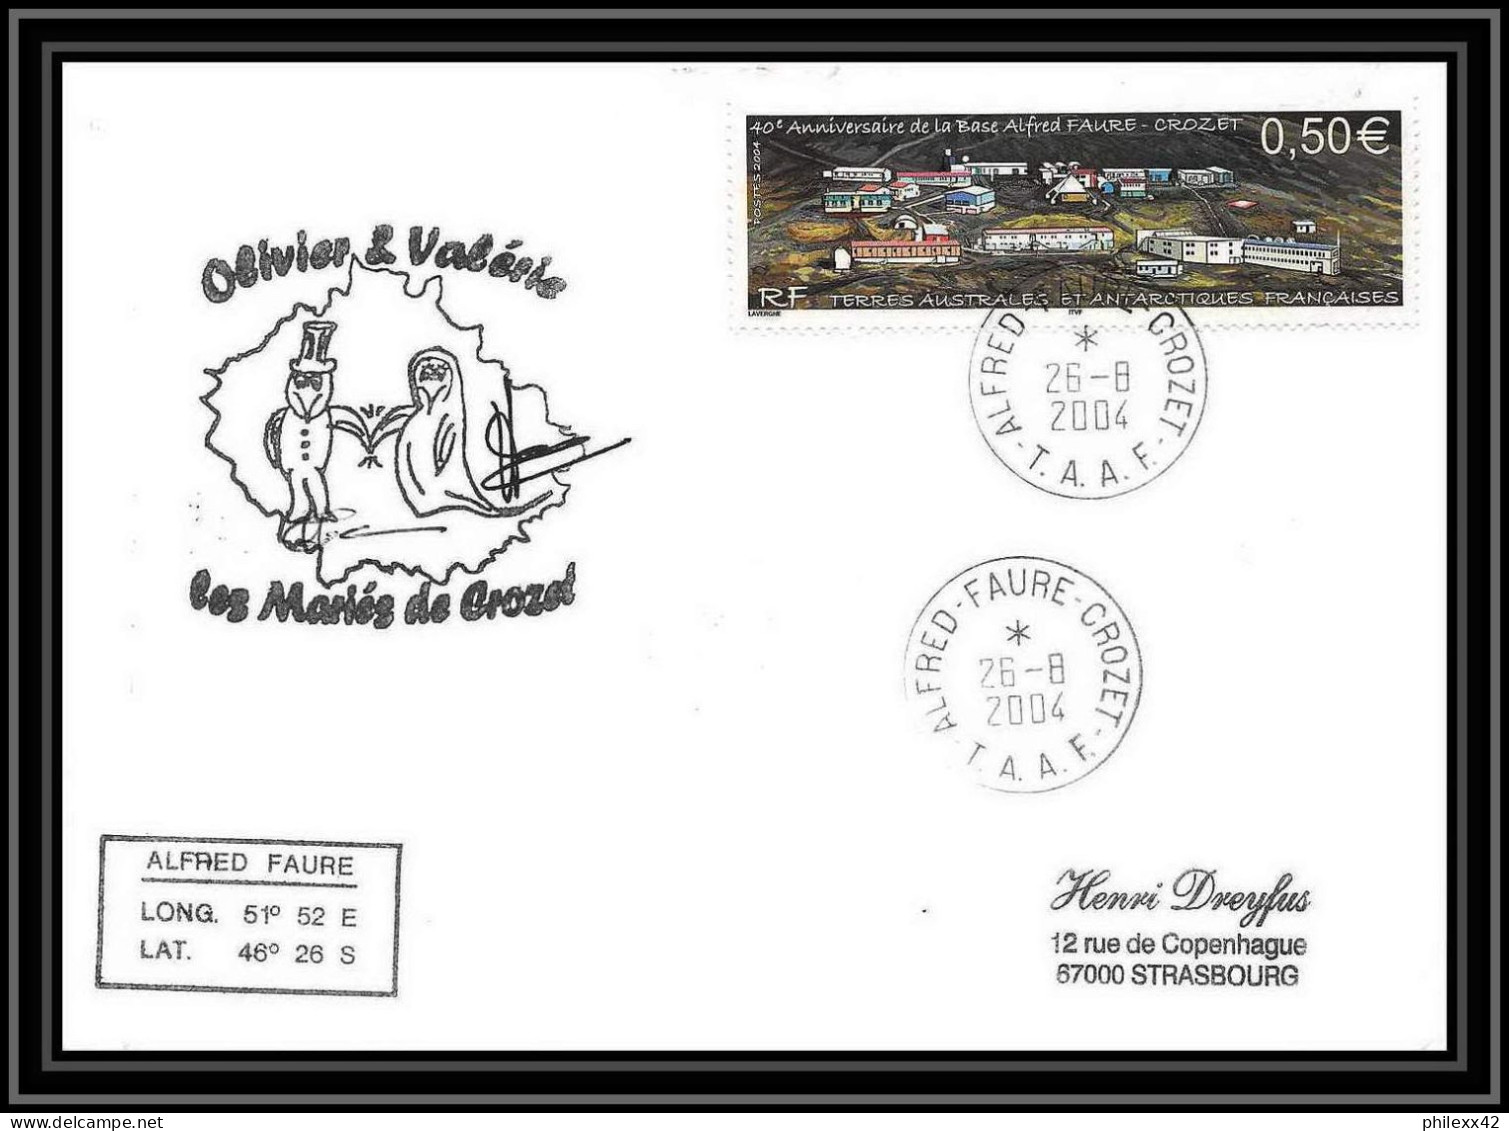 40e Anniversaire de la Base Alfred FAURE - CROZET
0,50€
POSTES 2004
RF TERRES AUSTRALES ET ANTARCTIQUES FRANÇAISES
LAVERGNE
ITVF
Olivier & Valérie
les Mariés de Crozet
ALFRED FAURE-CROZET-
*
26-8
2004
- T.A.A.F. -
ALFRED-FAURE-CROZET-
*
26-8
2004
- T.A.A.F. -
ALFRED FAURE
LONG. 51° 52 E
LAT. 46° 26 S
Henri Dreyfus
12 rue de Copenhague
67000 STRASBOURG
philexx42